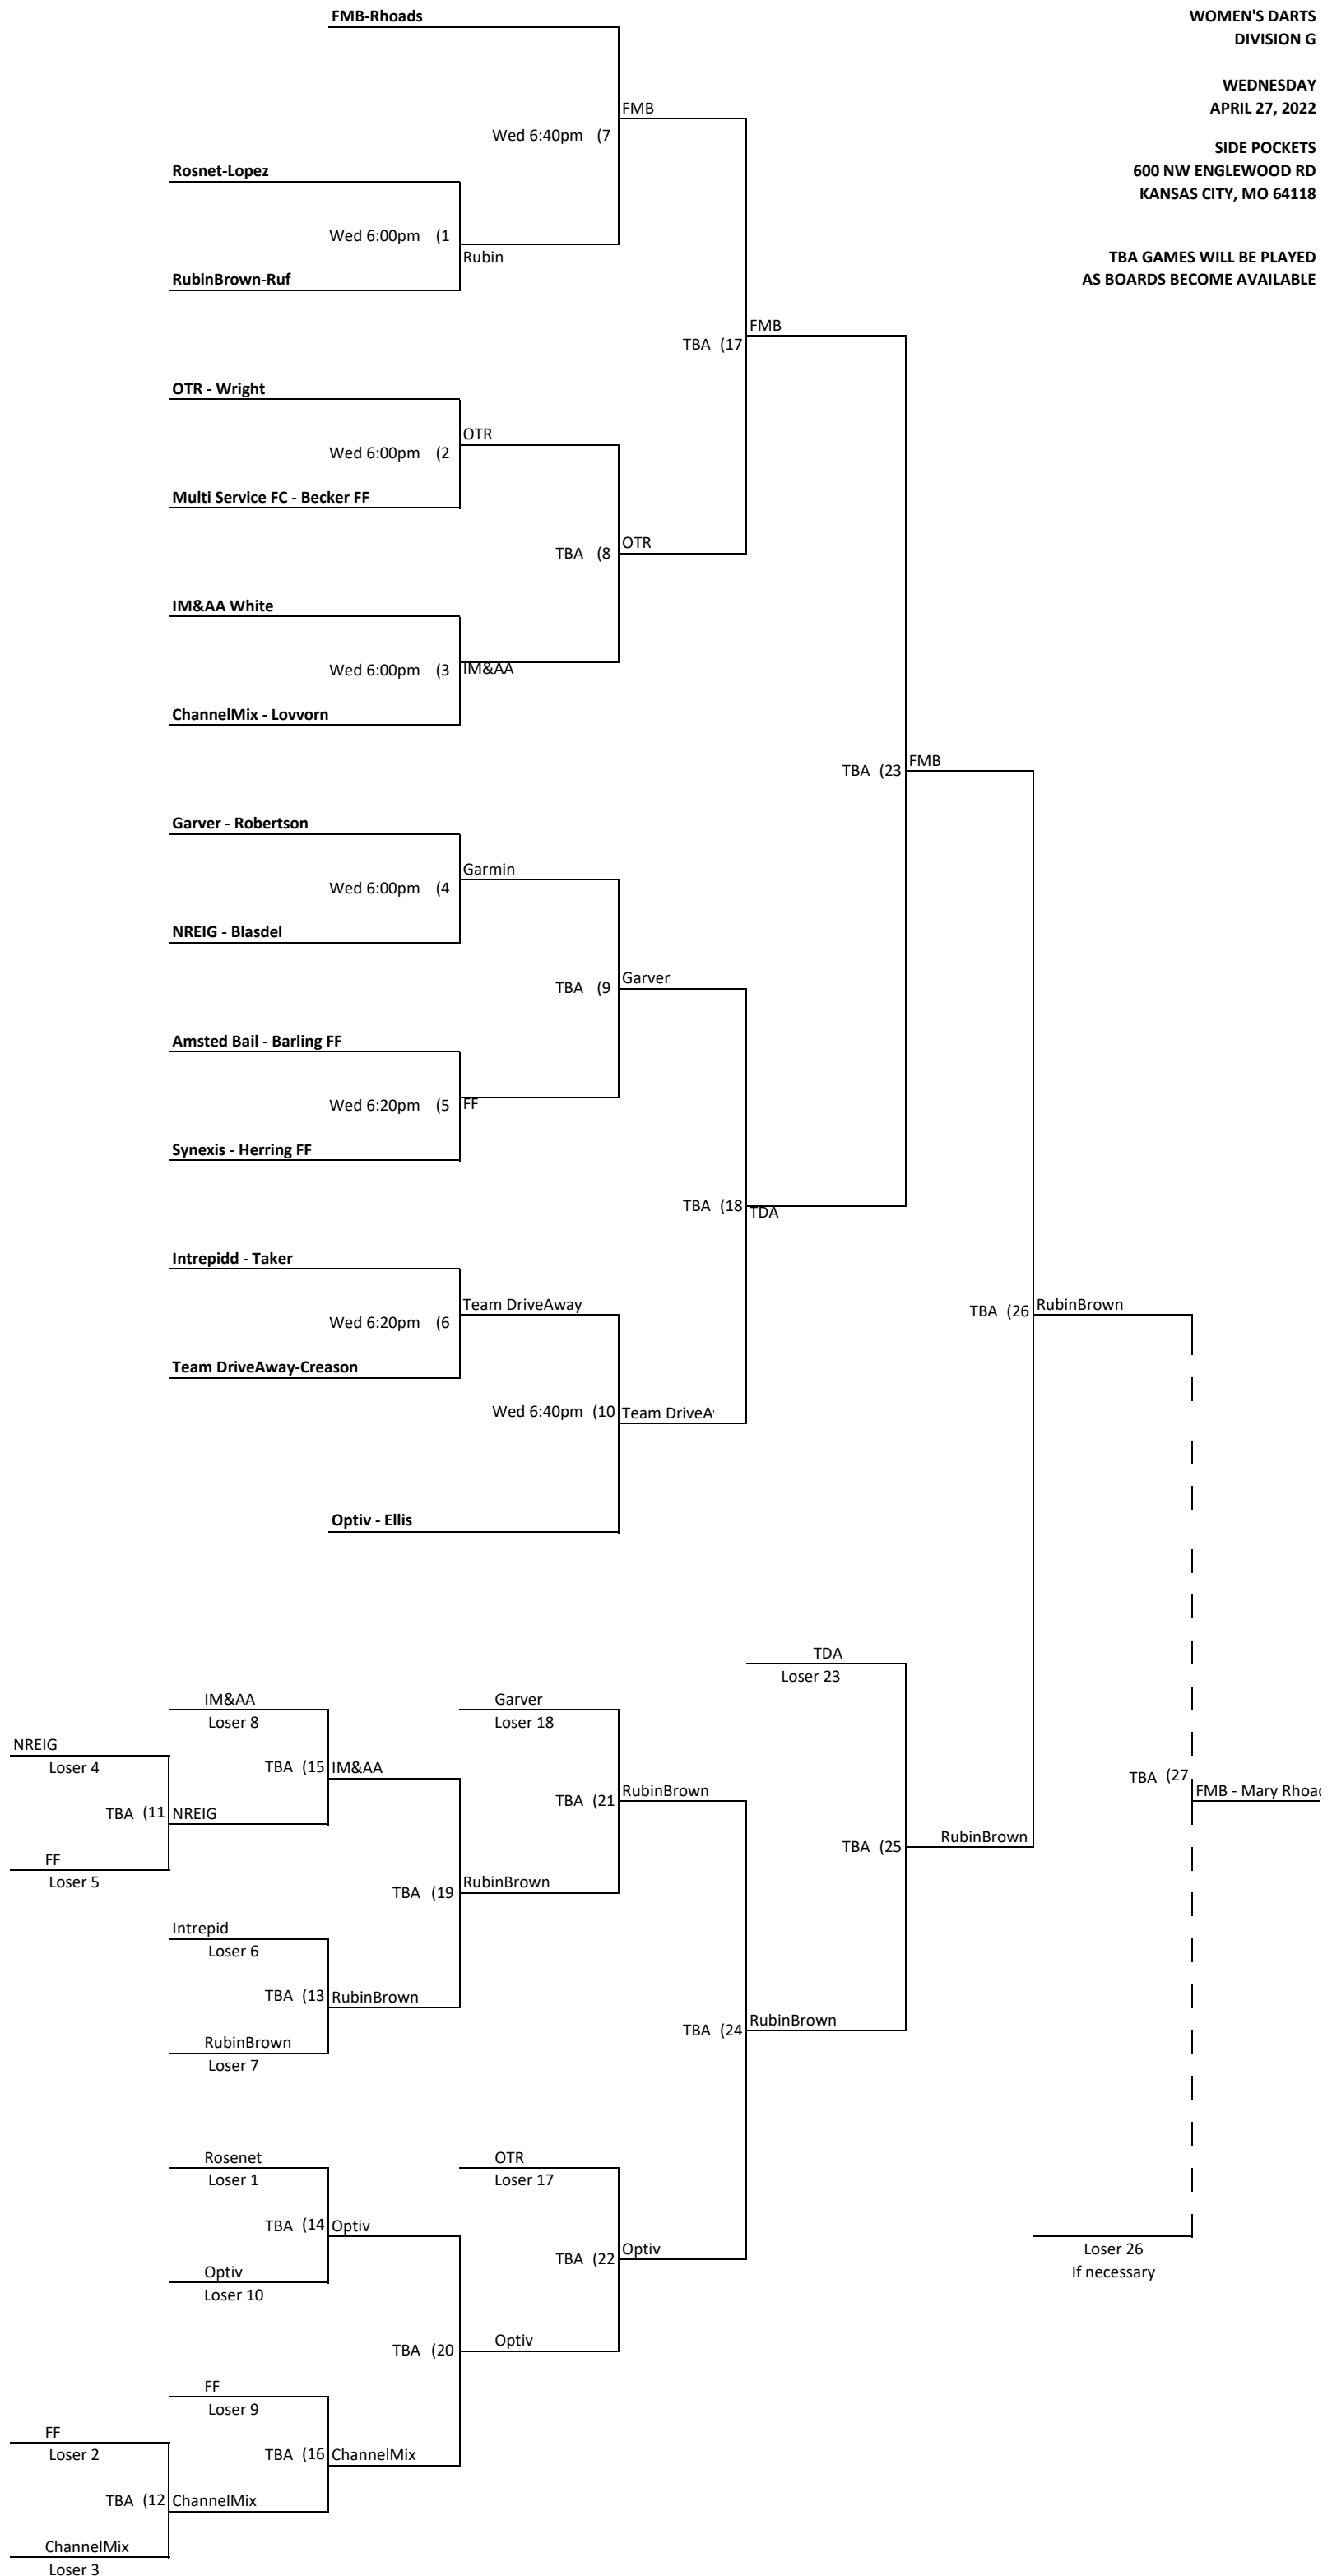 FMB-Rhoads
WOMEN'S DARTS
DIVISION G
WEDNESDAY
APRIL 27, 2022
SIDE POCKETS
600 NW ENGLEWOOD RD
KANSAS CITY, MO 64118
TBA GAMES WILL BE PLAYED
AS BOARDS BECOME AVAILABLE
FMB
Wed 6:40pm (7
Rosnet-Lopez
Wed 6:00pm (1
Rubin
RubinBrown-Ruf
FMB
TBA (17
OTR - Wright
OTR
Wed 6:00pm (2
Multi Service FC - Becker FF
OTR
TBA (8
IM&AA White
Wed 6:00pm (3
IM&AA
ChannelMix - Lovvorn
FMB
TBA (23
Garver - Robertson
Garmin
Wed 6:00pm (4
NREIG - Blasdel
Garver
TBA (9
Amsted Bail - Barling FF
Wed 6:20pm (5
FF
Synexis - Herring FF
TBA (18
TDA
Intrepidd - Taker
Team DriveAway
Wed 6:20pm (6
Team DriveAway-Creason
TBA (26
RubinBrown
Wed 6:40pm (10
Team DriveA
Optiv - Ellis
TDA
Loser 23
IM&AA
Loser 8
Garver
Loser 18
NREIG
Loser 4
TBA (15
IM&AA
TBA (27
FMB - Mary Rhoad
TBA (11
NREIG
TBA (21
RubinBrown
TBA (25
RubinBrown
FF
Loser 5
TBA (19
RubinBrown
Intrepid
Loser 6
TBA (13
RubinBrown
RubinBrown
Loser 7
TBA (24
RubinBrown
Rosenet
Loser 1
OTR
Loser 17
TBA (14
Optiv
TBA (22
Optiv
Loser 26
If necessary
Optiv
Loser 10
TBA (20
Optiv
FF
Loser 9
FF
Loser 2
TBA (16
ChannelMix
TBA (12
ChannelMix
ChannelMix
Loser 3